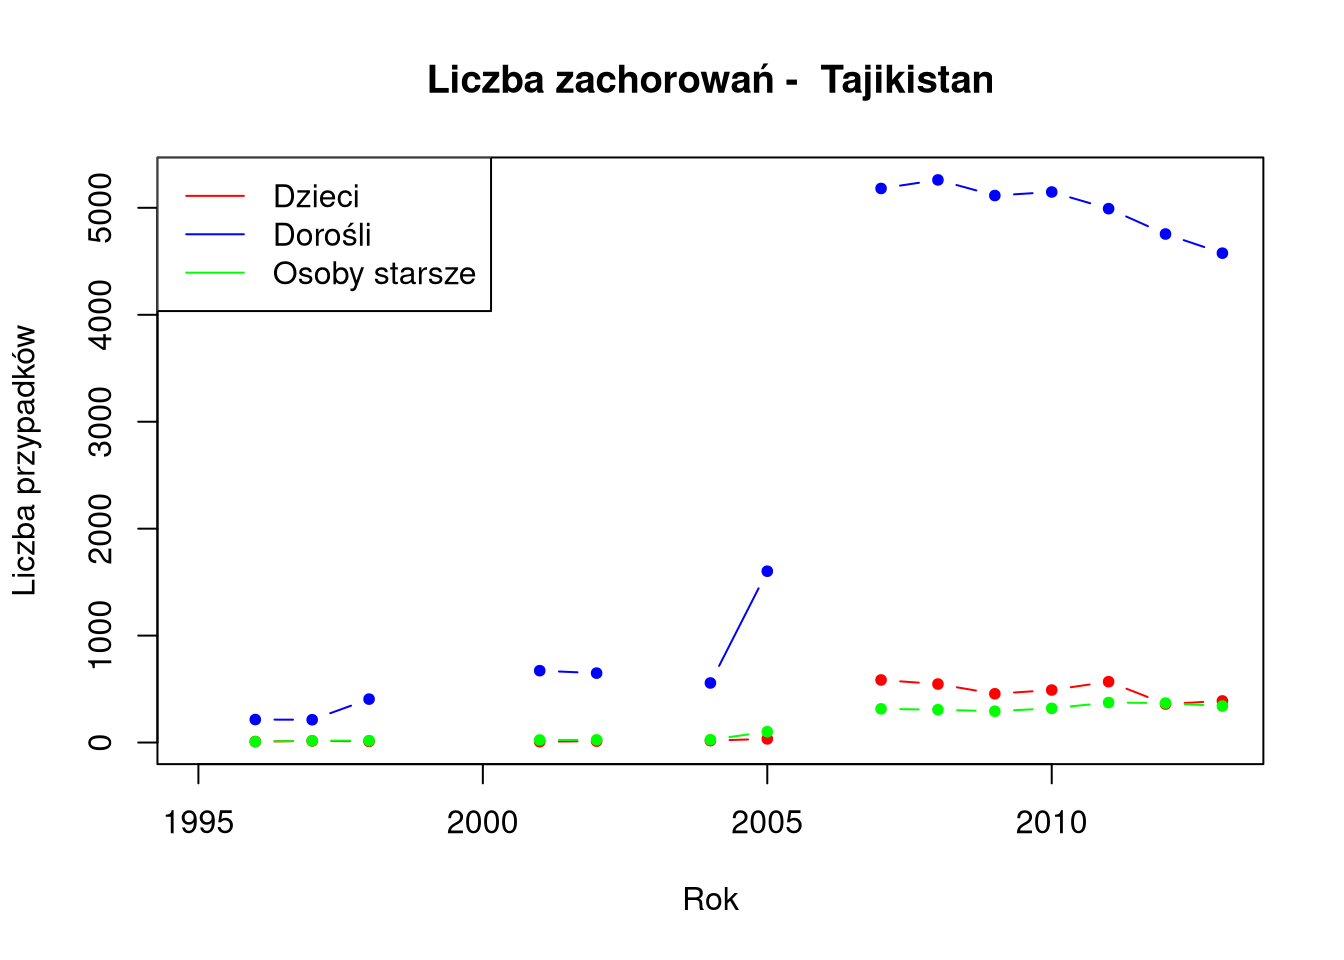 Liczba zachorowań -  Tajikistan
Dzieci
Dorośli
Osoby starsze
Liczba przypadków
5000
4000
3000
2000
1000
0
1995 2000 2005 2010
Rok